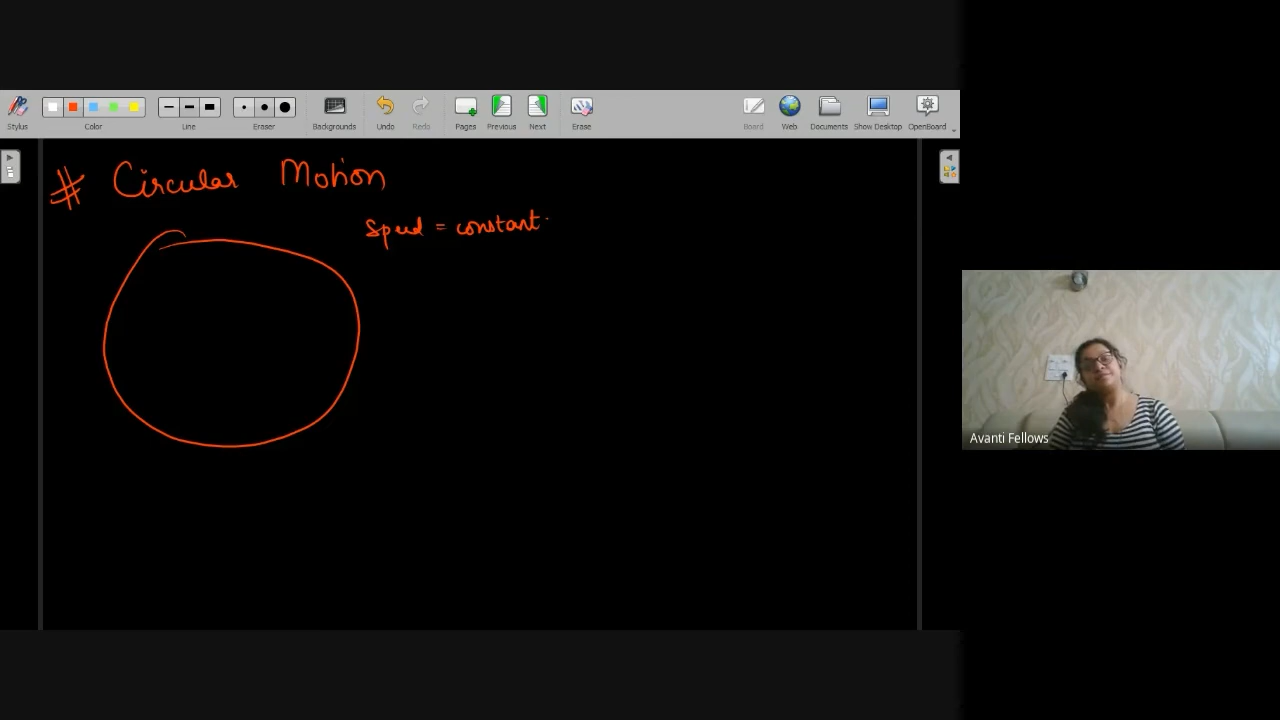 Stylus Color Line Eraser Backgrounds Undo Redo Pages Previous Next Erase Board Web Documents Show Desktop OpenBoard
# Circular Motion
Speed = constant
Avanti Fellows